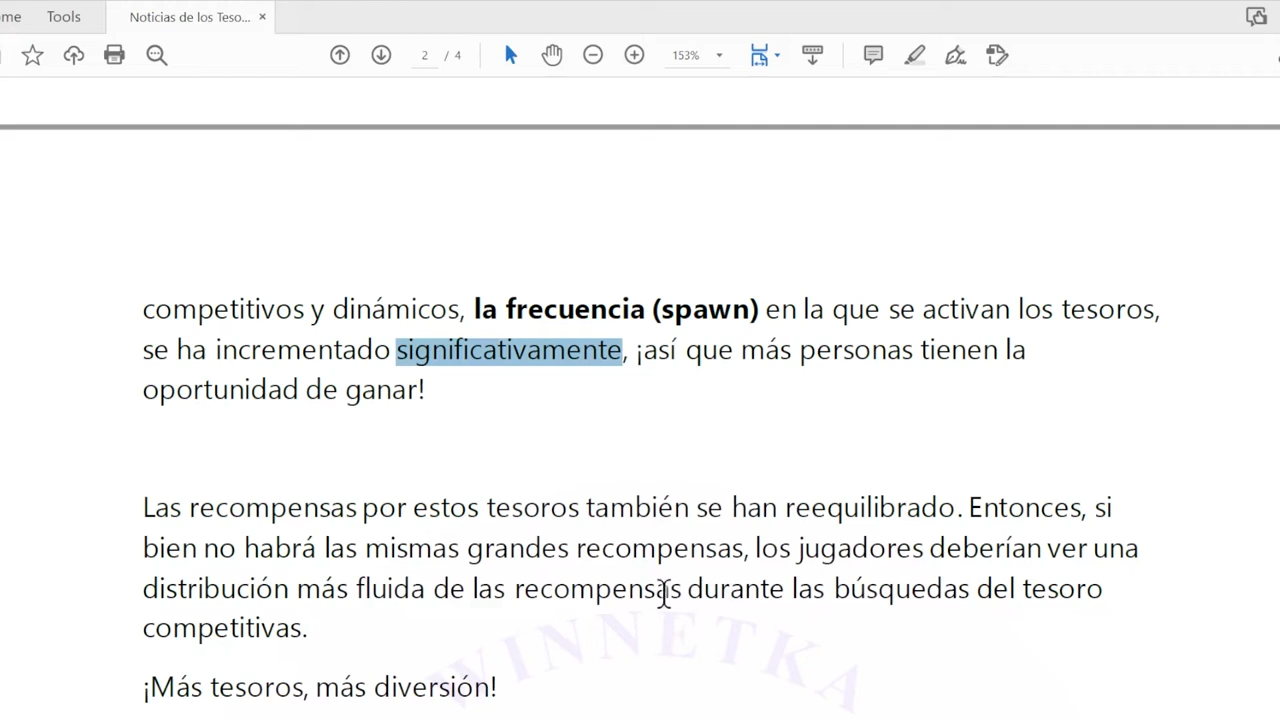 ome Tools Noticias de los Teso... ×
2 / 4 153%
competitivos y dinámicos, la frecuencia (spawn) en la que se activan los tesoros,
se ha incrementado significativamente, ¡así que más personas tienen la
oportunidad de ganar!
Las recompensas por estos tesoros también se han reequilibrado. Entonces, si
bien no habrá las mismas grandes recompensas, los jugadores deberían ver una
distribución más fluida de las recompensas durante las búsquedas del tesoro
competitivas.
WINNETKA
¡Más tesoros, más diversión!